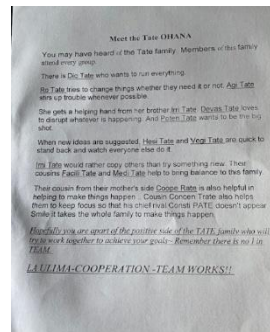 Meet the Tate OHANA
You may have heard of the Tate family. Members of this family
attend every group.
There is Dic Tate who wants to run everything.
Ro Tate tries to change things whether they need it or not. Agi Tate
stirs up trouble whenever possible.
She gets a helping hand from her brother Irri Tate. Devas Tate loves
to disrupt whatever is happening. And Poten Tate wants to be the big
shot.
When new ideas are suggested, Hesi Tate and Vegi Tate are quick to
stand back and watch everyone else do it.
Imi Tate would rather copy others than try something new. Their
cousins Facili Tate and Medi Tate help to bring balance to this family.
Their cousin from their mother's side Coope Rate is also helpful in
helping to make things happen. Cousin Concen Trate also helps
them to keep focus so that his chief rival Consti PATE doesn't appear
Smile it takes the whole family to make things happen.
Hopefully you are apart of the positive side of the TATE family who will
try to work together to achieve your goals~ Remember there is no I in
TEAM.
LAULIMA-COOPERATION -TEAM WORKS!!